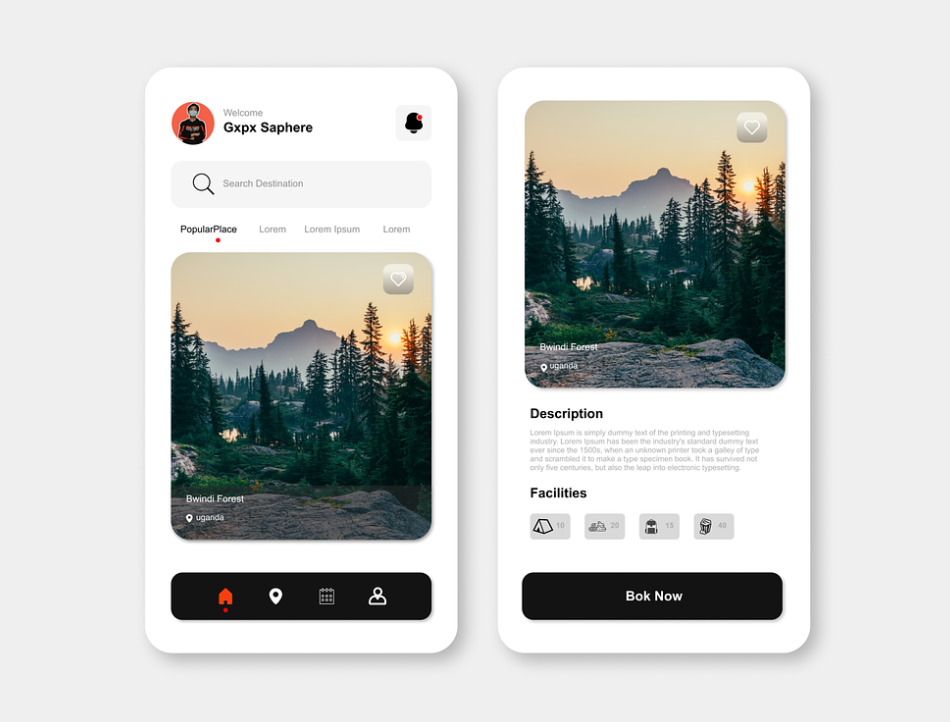 Welcome
Gxpx Saphere
Search Destination
PopularPlace Lorem Lorem Ipsum Lorem
Bwindi Forest
uganda
Bwindi Forest
uganda
Description
Lorem Ipsum is simply dummy text of the printing and typesetting
industry. Lorem Ipsum has been the industry's standard dummy text
ever since the 1500s, when an unknown printer took a galley of type
and scrambled it to make a type specimen book. It has survived not
only five centuries, but also the leap into electronic typesetting.
Facilities
10 20 15 40
Bok Now